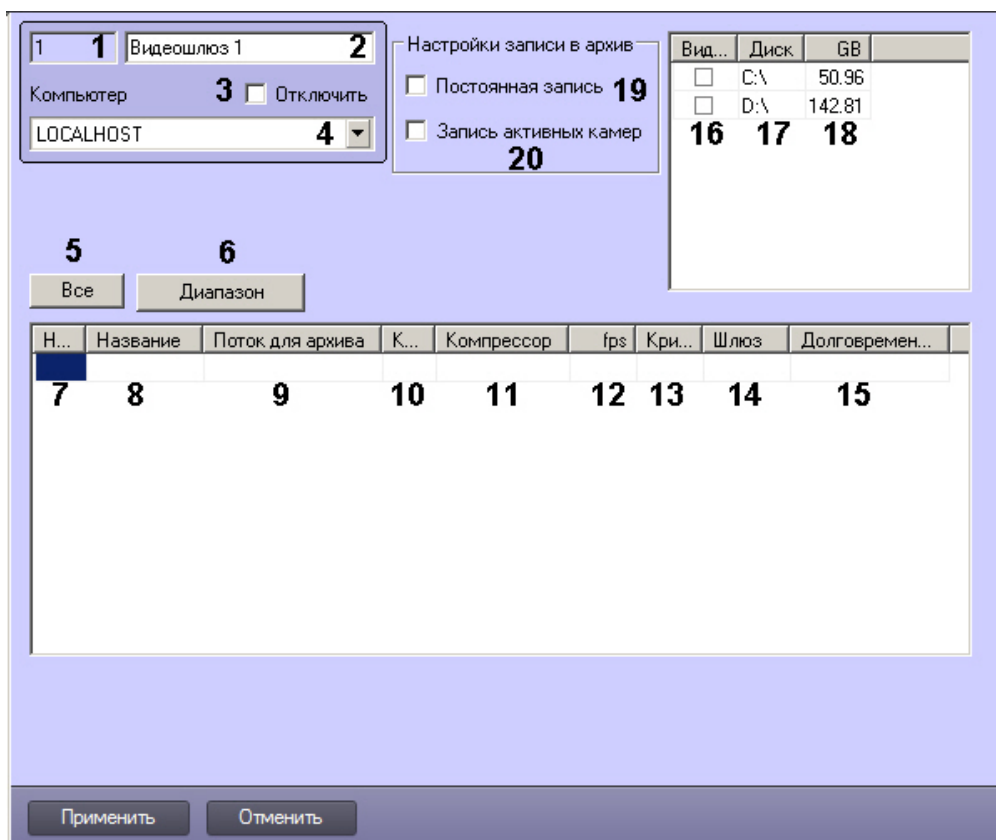 1 1 Видеошлюз 1 2
Компьютер 3 Отключить
LOCALHOST 4
Настройки записи в архив
Постоянная запись 19
Запись активных камер
20
Вид... Диск GB
C:\ 50.96
D:\ 142.81
16 17 18
5 6
Все Диапазон
Н... Название Поток для архива К... Компрессор fps Кри... Шлюз Долговремен...
7 8 9 10 11 12 13 14 15
Применить Отменить